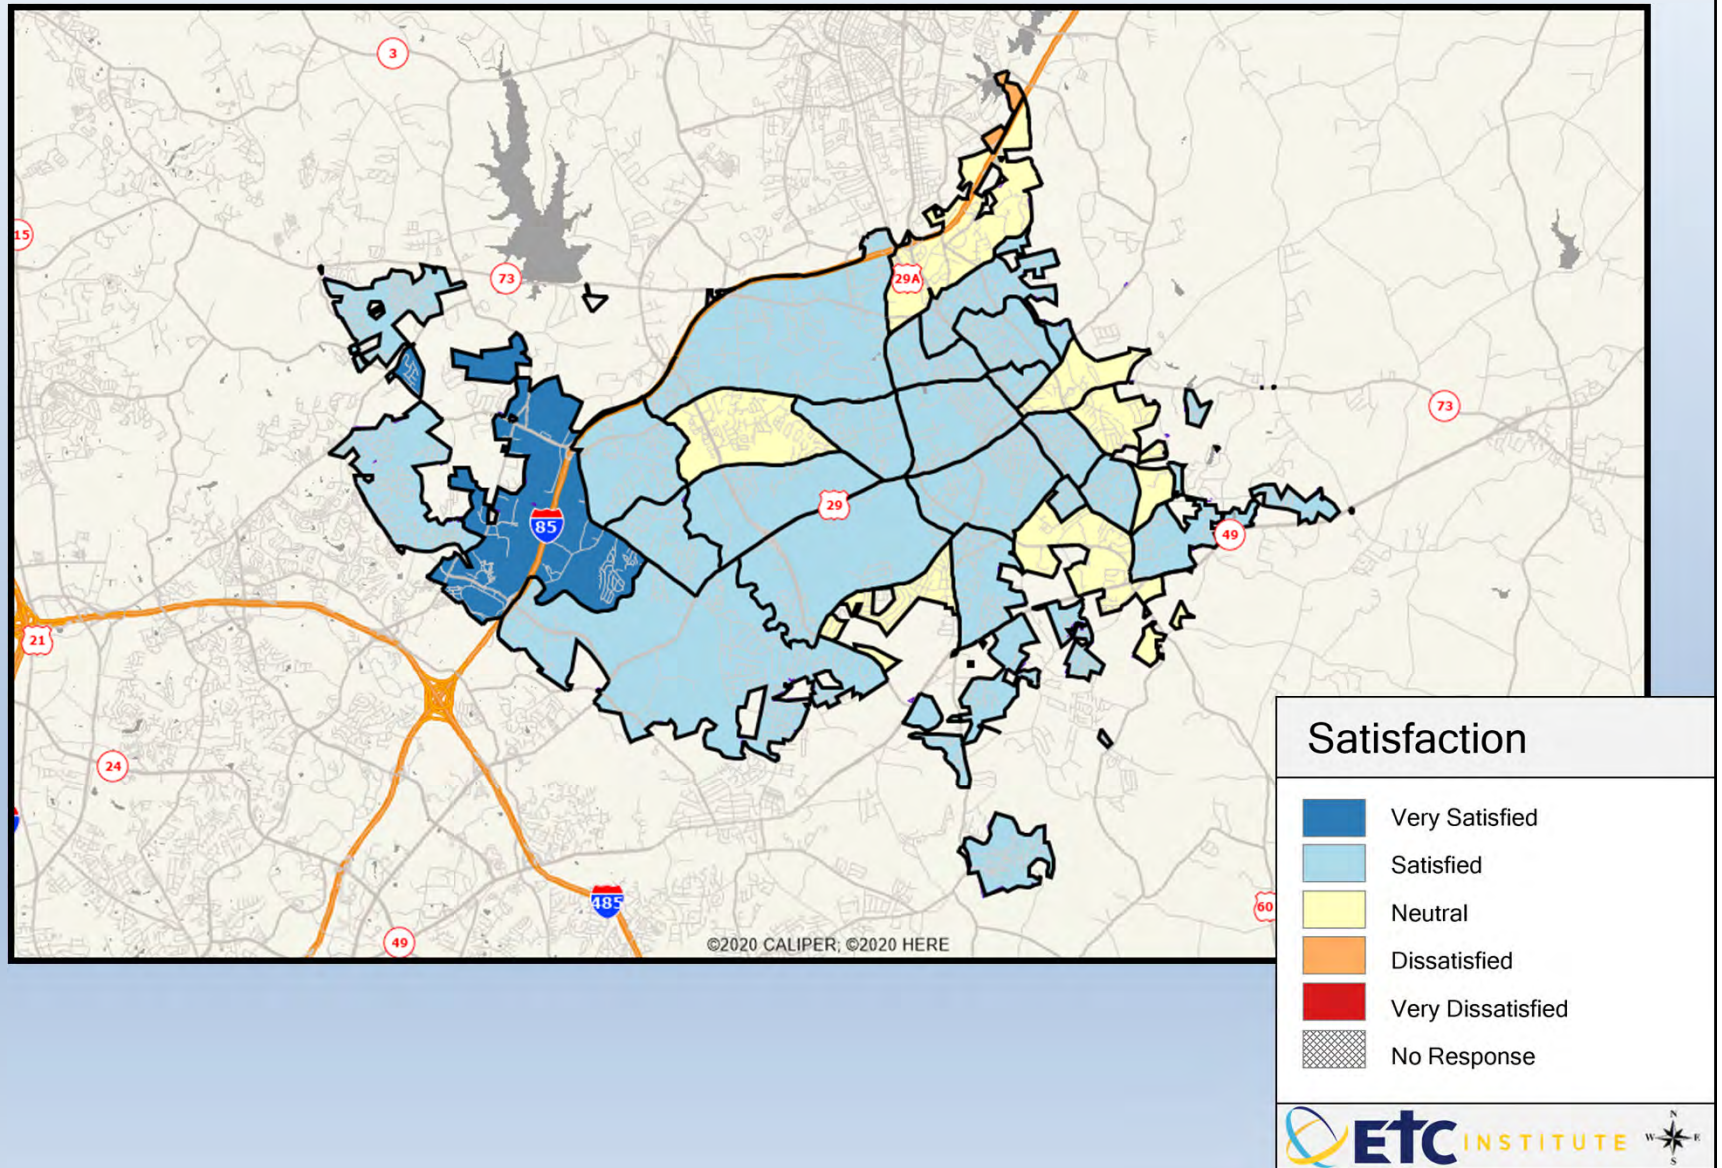 3
15
73
29A
73
29
49
85
21
24
485
60
49
©2020 CALIPER; ©2020 HERE
Satisfaction
Very Satisfied
Satisfied
Neutral
Dissatisfied
Very Dissatisfied
No Response
ETC INSTITUTE
N
W E
S